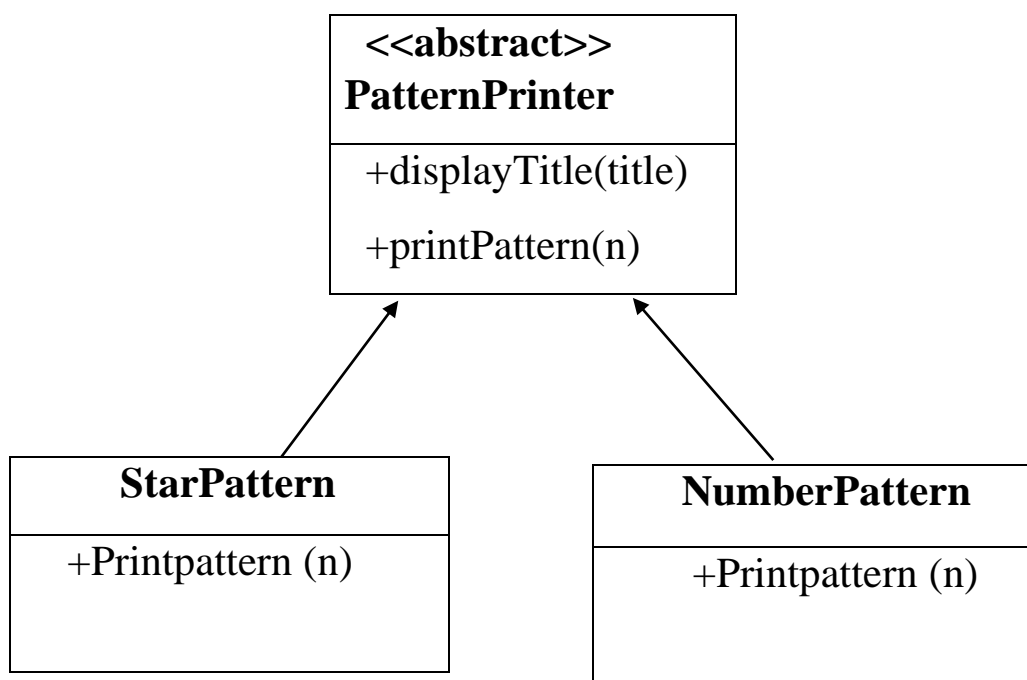 <<abstract>>
PatternPrinter
+displayTitle(title)
+printPattern(n)
StarPattern
+Printpattern (n)
NumberPattern
+Printpattern (n)